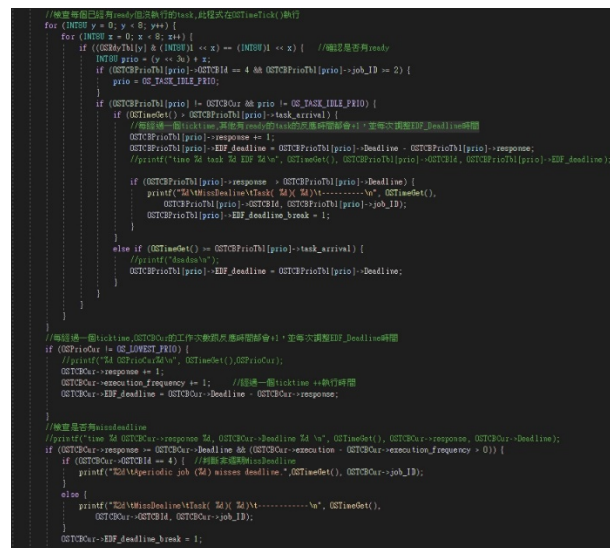 //檢查每個已經有ready但沒執行的task,此程式在OSTimeTick()執行
for (INT8U y = 0; y < 8; y++) {
for (INT8U x = 0; x < 8; x++) {
if ((OSRdyTbl[y] & (INT8U)1 << x) == (INT8U)1 << x) { //確認是否有ready
INT8U prio = (y << 3u) + x;
if (OSTCBPrioTbl[prio]->OSTCBId == 4 && OSTCBPrioTbl[prio]->job_ID >= 2) {
prio = OS_TASK_IDLE_PRIO;
}
if (OSTCBPrioTbl[prio] != OSTCBCur && prio != OS_TASK_IDLE_PRIO) {
if (OSTimeGet() > OSTCBPrioTbl[prio]->task_arrival) {
//每經過一個ticktime,其他有ready的task的反應時間都會+1，並每次調整EDF_Deadline時間
OSTCBPrioTbl[prio]->response += 1;
OSTCBPrioTbl[prio]->EDF_deadline = OSTCBPrioTbl[prio]->Deadline - OSTCBPrioTbl[prio]->response;
//printf("time %d task %d EDF %d\n", OSTimeGet(), OSTCBPrioTbl[prio]->OSTCBId, OSTCBPrioTbl[prio]->EDF_deadline);
if (OSTCBPrioTbl[prio]->response > OSTCBPrioTbl[prio]->Deadline) {
printf("%d\tMissDealine\tTask( %d)( %d)\t----------\n", OSTimeGet(),
OSTCBPrioTbl[prio]->OSTCBId, OSTCBPrioTbl[prio]->job_ID);
OSTCBPrioTbl[prio]->EDF_deadline_break = 1;
}
}
else if (OSTimeGet() >= OSTCBPrioTbl[prio]->task_arrival) {
//printf("dsadsa\n");
OSTCBPrioTbl[prio]->EDF_deadline = OSTCBPrioTbl[prio]->Deadline;
}
}
}
}
}
//每經過一個ticktime,OSTCBCur的工作次數跟反應時間都會+1，並每次調整EDF_Deadline時間
if (OSPrioCur != OS_LOWEST_PRIO) {
//printf("%d OSPrioCur%d\n", OSTimeGet(),OSPrioCur);
OSTCBCur->response += 1;
OSTCBCur->execution_frequency += 1; //經過一個ticktime ++執行時間
OSTCBCur->EDF_deadline = OSTCBCur->Deadline - OSTCBCur->response;
}
//檢查是否有missdeadline
//printf("time %d OSTCBCur->response %d, OSTCBCur->Deadline %d \n", OSTimeGet(), OSTCBCur->response, OSTCBCur->Deadline);
if (OSTCBCur->response >= OSTCBCur->Deadline && (OSTCBCur->execution - OSTCBCur->execution_frequency > 0)) {
if (OSTCBCur->OSTCBId == 4) { //判斷非週期MissDeadline
printf("%2d\tAperiodic job (%d) misses deadline.",OSTimeGet(), OSTCBCur->job_ID);
}
else {
printf("%2d\tMissDealine\tTask( %d)( %d)\t-----------\n", OSTimeGet(),
OSTCBCur->OSTCBId, OSTCBCur->job_ID);
}
OSTCBCur->EDF_deadline_break = 1;